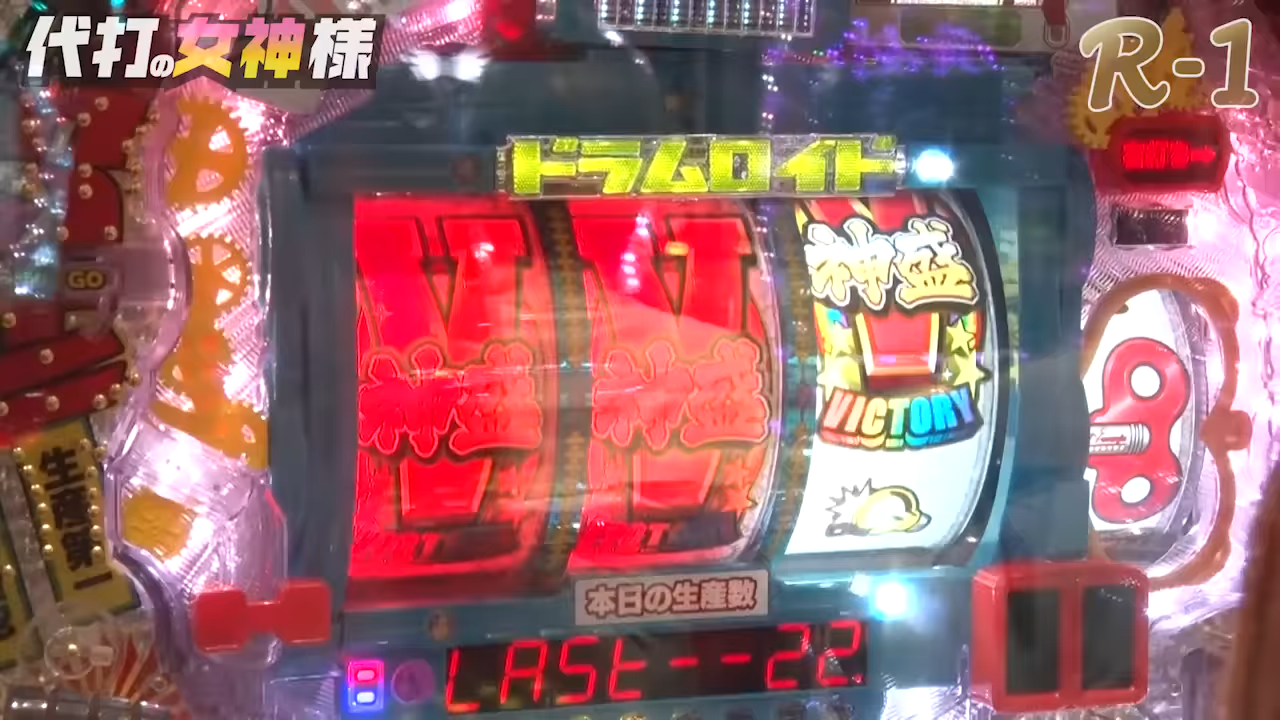 代打の女神様
R-1
ドラムロイド
GO
V
V
神盛
VICTORY
神盛
神盛
生産第一
本日の生産数
LASt--22